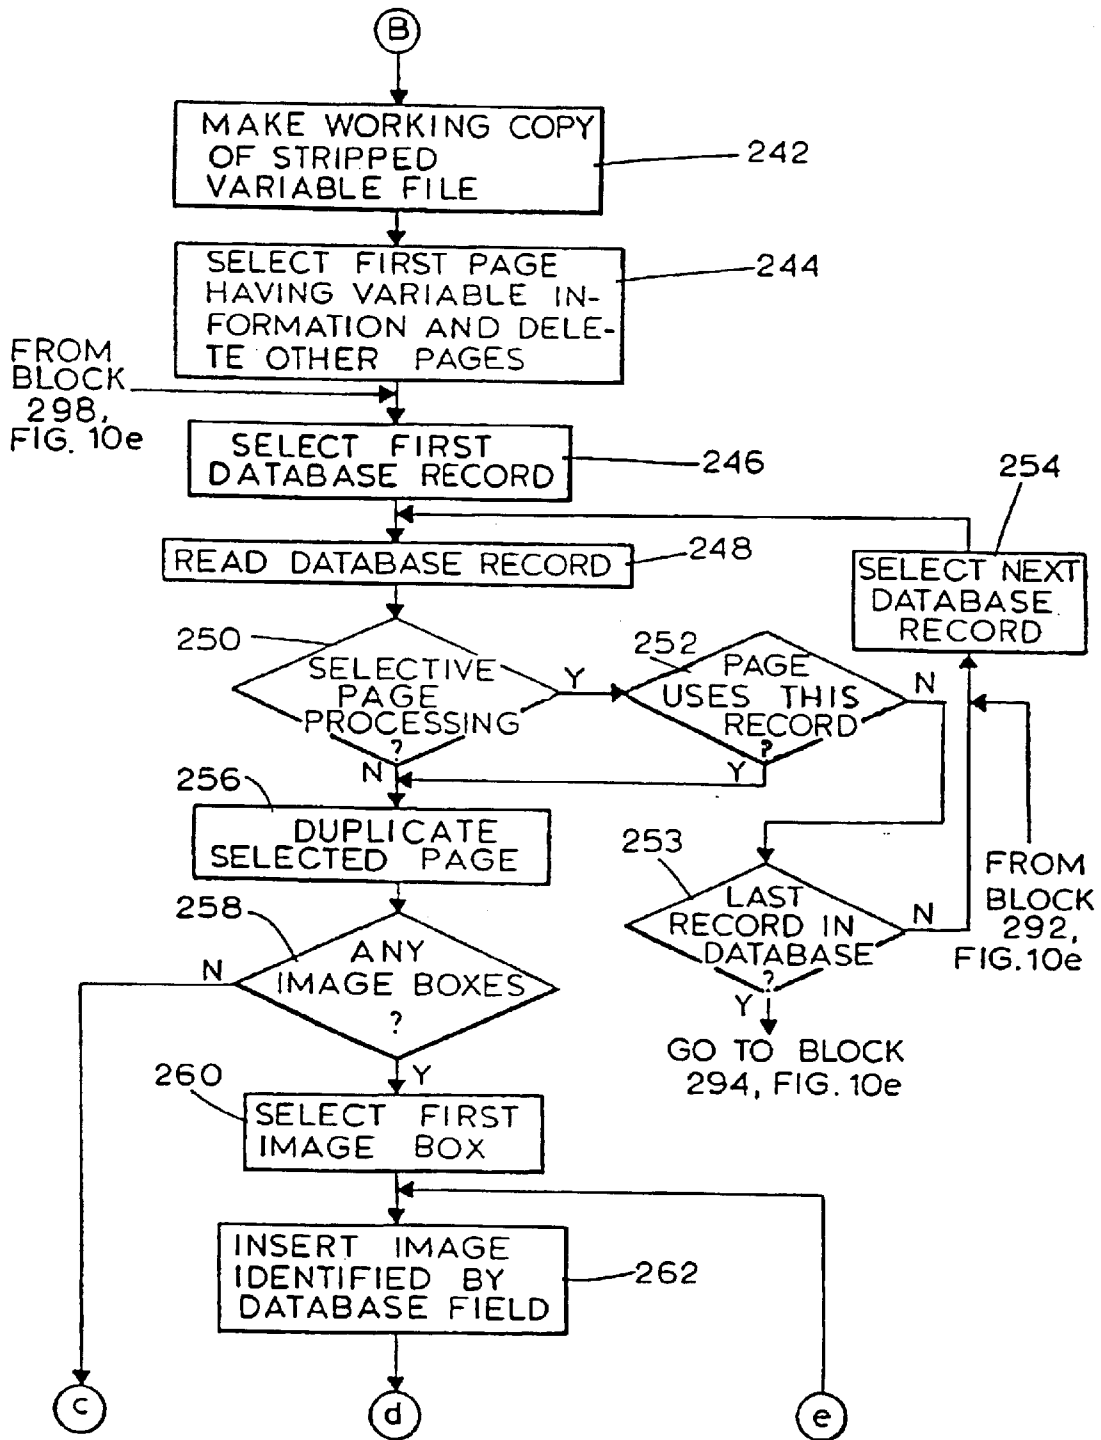 B
MAKE WORKING COPY
OF STRIPPED
VARIABLE FILE
242
SELECT FIRST PAGE
HAVING VARIABLE IN-
FORMATION AND DELE-
TE OTHER PAGES
244
FROM
BLOCK
298,
FIG. 10e
SELECT FIRST
DATABASE RECORD
246
READ DATABASE RECORD
248
254
SELECT NEXT
DATABASE
RECORD
250
SELECTIVE
PAGE
PROCESSING
?
Y
N
252
PAGE
USES THIS
RECORD
?
N
Y
256
DUPLICATE
SELECTED PAGE
253
LAST
RECORD IN
DATABASE
?
N
Y
FROM
BLOCK
292,
FIG.10e
GO TO BLOCK
294, FIG. 10e
258
ANY
IMAGE BOXES
?
N
Y
260
SELECT FIRST
IMAGE BOX
INSERT IMAGE
IDENTIFIED BY
DATABASE FIELD
262
c
d
e